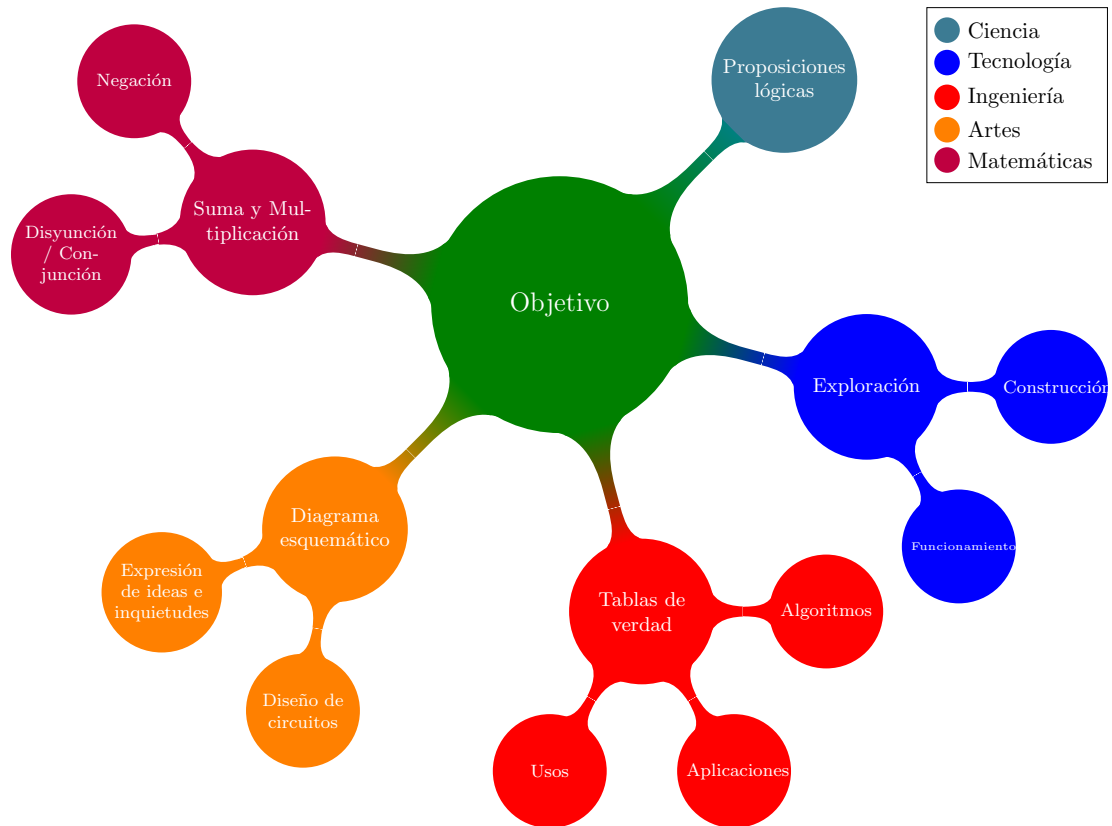 Negación
Suma y Mul-
tiplicación
Disyunción
/ Con-
junción
Proposiciones
lógicas
Ciencia
Tecnología
Ingeniería
Artes
Matemáticas
Objetivo
Exploración
Construcción
Funcionamiento
Diagrama
esquemático
Expresión
de ideas e
inquietudes
Diseño de
circuitos
Tablas de
verdad
Algoritmos
Usos
Aplicaciones